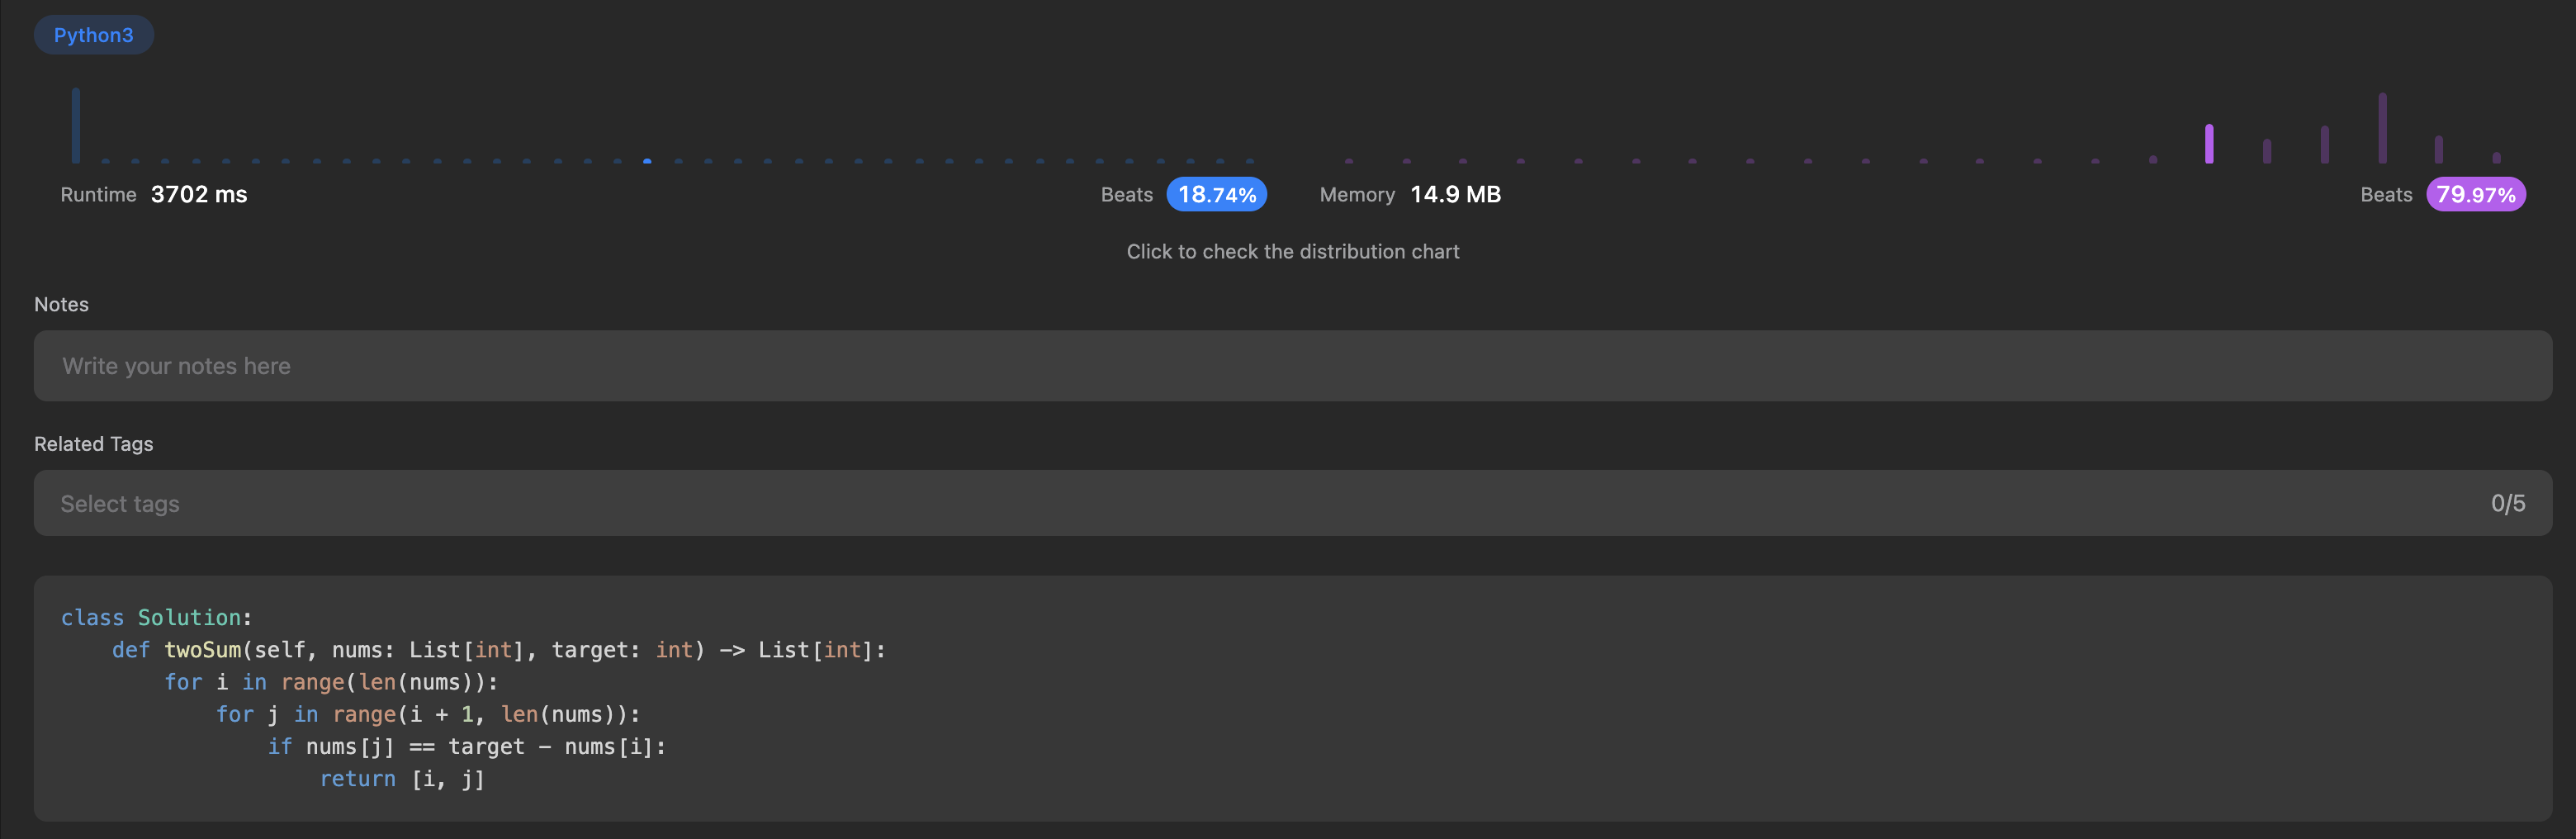 Python3
Runtime 3702 ms
Beats 18.74%
Memory 14.9 MB
Beats 79.97%
Click to check the distribution chart
Notes
Write your notes here
Related Tags
Select tags 0/5
class Solution:
    def twoSum(self, nums: List[int], target: int) -> List[int]:
        for i in range(len(nums)):
            for j in range(i + 1, len(nums)):
                if nums[j] == target - nums[i]:
                    return [i, j]